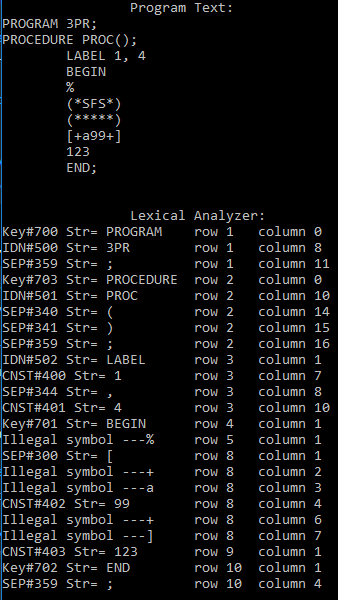 Program Text:
PROGRAM 3PR;
PROCEDURE PROC();
LABEL 1, 4
BEGIN
%
(*SFS*)
(*****)
[+a99+]
123
END;
Lexical Analyzer:
Key#700 Str= PROGRAM row 1 column 0
IDN#500 Str= 3PR row 1 column 8
SEP#359 Str= ; row 1 column 11
Key#703 Str= PROCEDURE row 2 column 0
IDN#501 Str= PROC row 2 column 10
SEP#340 Str= ( row 2 column 14
SEP#341 Str= ) row 2 column 15
SEP#359 Str= ; row 2 column 16
IDN#502 Str= LABEL row 3 column 1
CNST#400 Str= 1 row 3 column 7
SEP#344 Str= , row 3 column 8
CNST#401 Str= 4 row 3 column 10
Key#701 Str= BEGIN row 4 column 1
Illegal symbol ---% row 5 column 1
SEP#300 Str= [ row 8 column 1
Illegal symbol ---+ row 8 column 2
Illegal symbol ---a row 8 column 3
CNST#402 Str= 99 row 8 column 4
Illegal symbol ---+ row 8 column 6
Illegal symbol ---] row 8 column 7
CNST#403 Str= 123 row 9 column 1
Key#702 Str= END row 10 column 1
SEP#359 Str= ; row 10 column 4